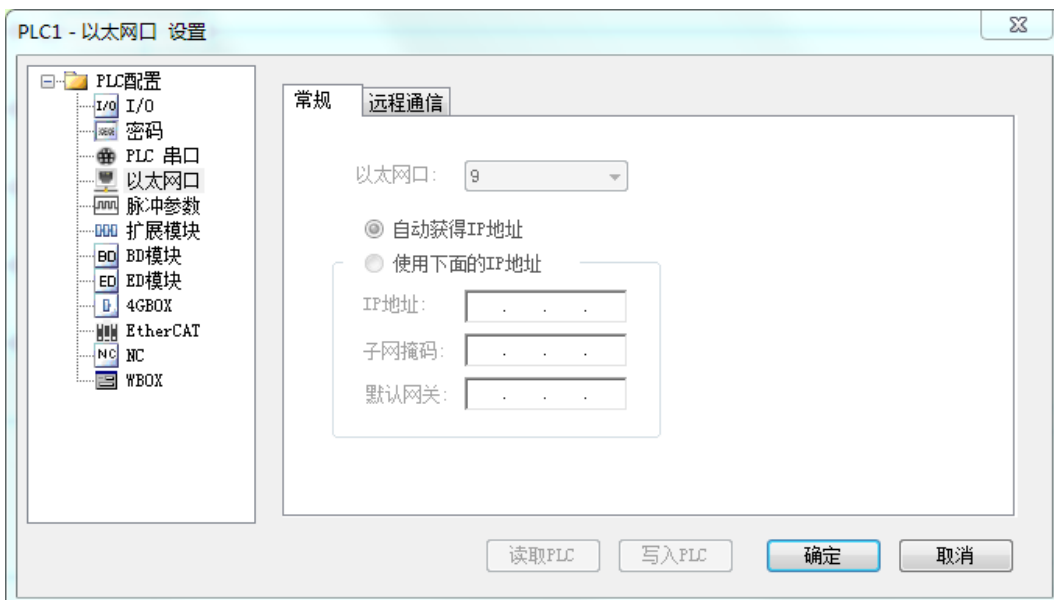 PLC1 - 以太网口 设置
PLC配置
I/O I/O
密码
PLC 串口
以太网口
脉冲参数
扩展模块
BD BD模块
ED ED模块
4GBOX
EtherCAT
NC NC
WBOX
常规 远程通信
以太网口: 9
自动获得IP地址
使用下面的IP地址
IP地址: . . .
子网掩码: . . .
默认网关: . . .
读取PLC 写入PLC 确定 取消